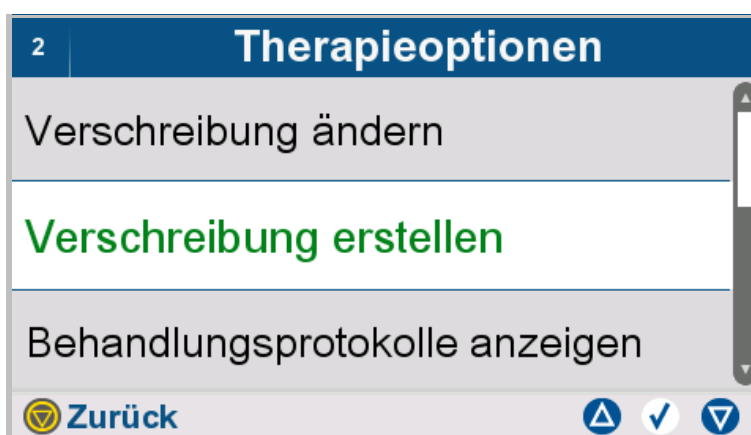 2 Therapieoptionen
Verschreibung ändern
Verschreibung erstellen
Behandlungsprotokolle anzeigen
Zurück